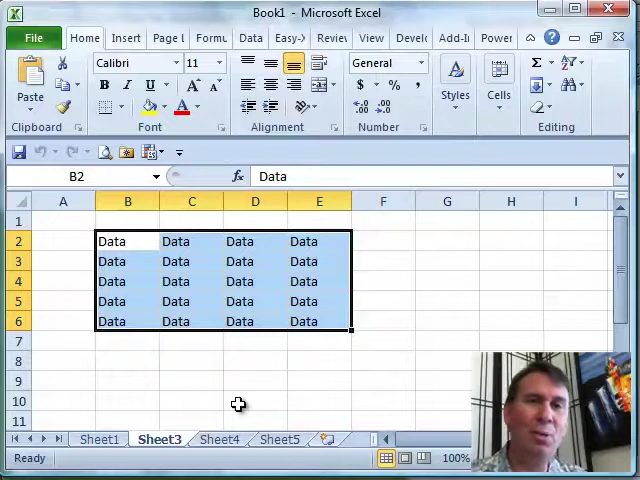 Book1 - Microsoft Excel
File Home Insert Page L Formu Data Easy- Reviev View Add-In Power
Calibri 11 General
Paste B I U $ % , Styles Cells Σ
Clipboard Font Alignment Number Editing
B2 fx Data
A B C D E F G H I
1
2 Data Data Data Data
3 Data Data Data Data
4 Data Data Data Data
5 Data Data Data Data
6 Data Data Data Data
7
8
9
10
11
Sheet1 Sheet3 Sheet4 Sheet5
Ready 100%